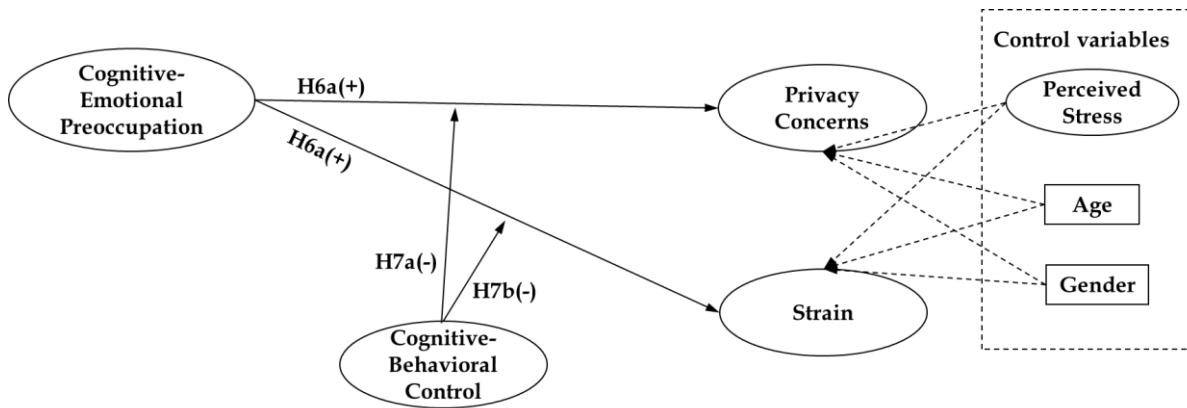 Control variables
Cognitive-
Emotional
Preoccupation
H6a(+)
Privacy
Concerns
Perceived
Stress
H6a(+)
Age
H7a(-)
H7b(-)
Gender
Strain
Cognitive-
Behavioral
Control